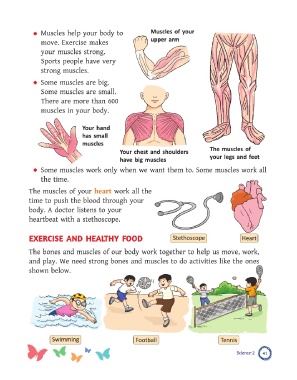 Muscles help your body to
move. Exercise makes
your muscles strong.
Sports people have very
strong muscles.
Some muscles are big.
Some muscles are small.
There are more than 600
muscles in your body.
Muscles of your
upper arm
Your hand
has small
muscles
Your chest and shoulders
have big muscles
The muscles of
your legs and feet
Some muscles work only when we want them to. Some muscles work all
the time.
The muscles of your heart work all the
time to push the blood through your
body. A doctor listens to your
heartbeat with a stethoscope.
Stethoscope
Heart
EXERCISE AND HEALTHY FOOD
The bones and muscles of our body work together to help us move, work,
and play. We need strong bones and muscles to do activities like the ones
shown below.
Swimming
Football
Tennis
Science-2
41